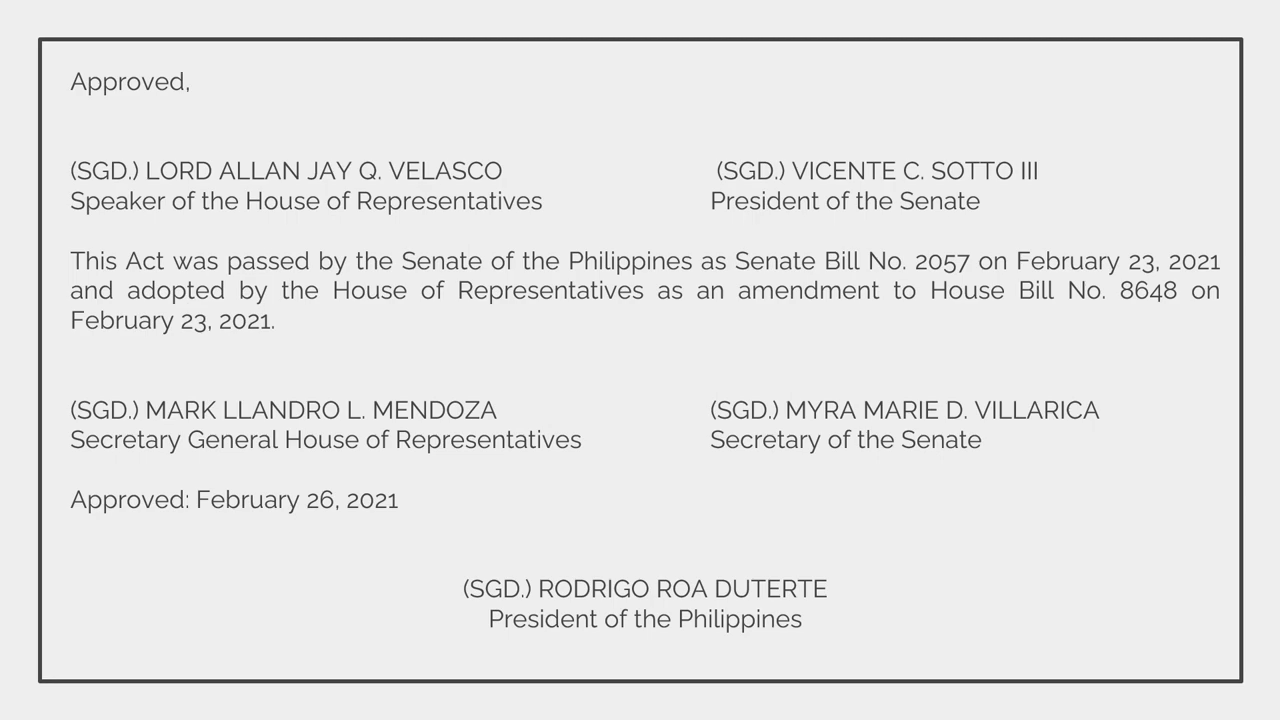 Approved,
(SGD.) LORD ALLAN JAY Q. VELASCO
Speaker of the House of Representatives
(SGD.) VICENTE C. SOTTO III
President of the Senate
This Act was passed by the Senate of the Philippines as Senate Bill No. 2057 on February 23, 2021
and adopted by the House of Representatives as an amendment to House Bill No. 8648 on
February 23, 2021.
(SGD.) MARK LLANDRO L. MENDOZA
Secretary General House of Representatives
(SGD.) MYRA MARIE D. VILLARICA
Secretary of the Senate
Approved: February 26, 2021
(SGD.) RODRIGO ROA DUTERTE
President of the Philippines